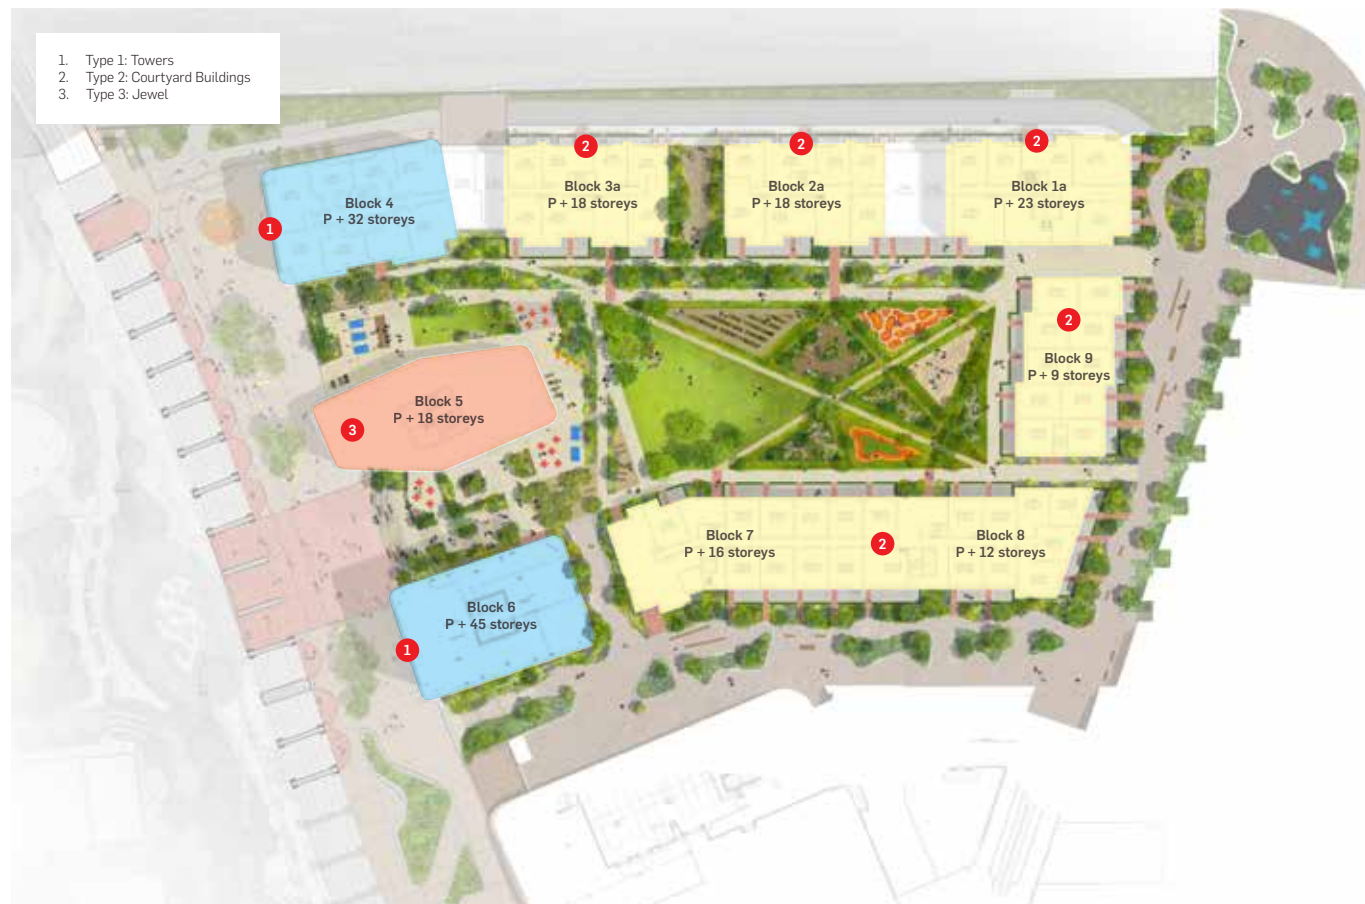 1. Type 1: Towers
2. Type 2: Courtyard Buildings
3. Type 3: Jewel
2
2
2
Block 3a
P + 18 storeys
Block 2a
P + 18 storeys
Block 1a
P + 23 storeys
Block 4
P + 32 storeys
1
2
Block 9
P + 9 storeys
Block 5
P + 18 storeys
3
Block 7
P + 16 storeys
2
Block 8
P + 12 storeys
Block 6
P + 45 storeys
1